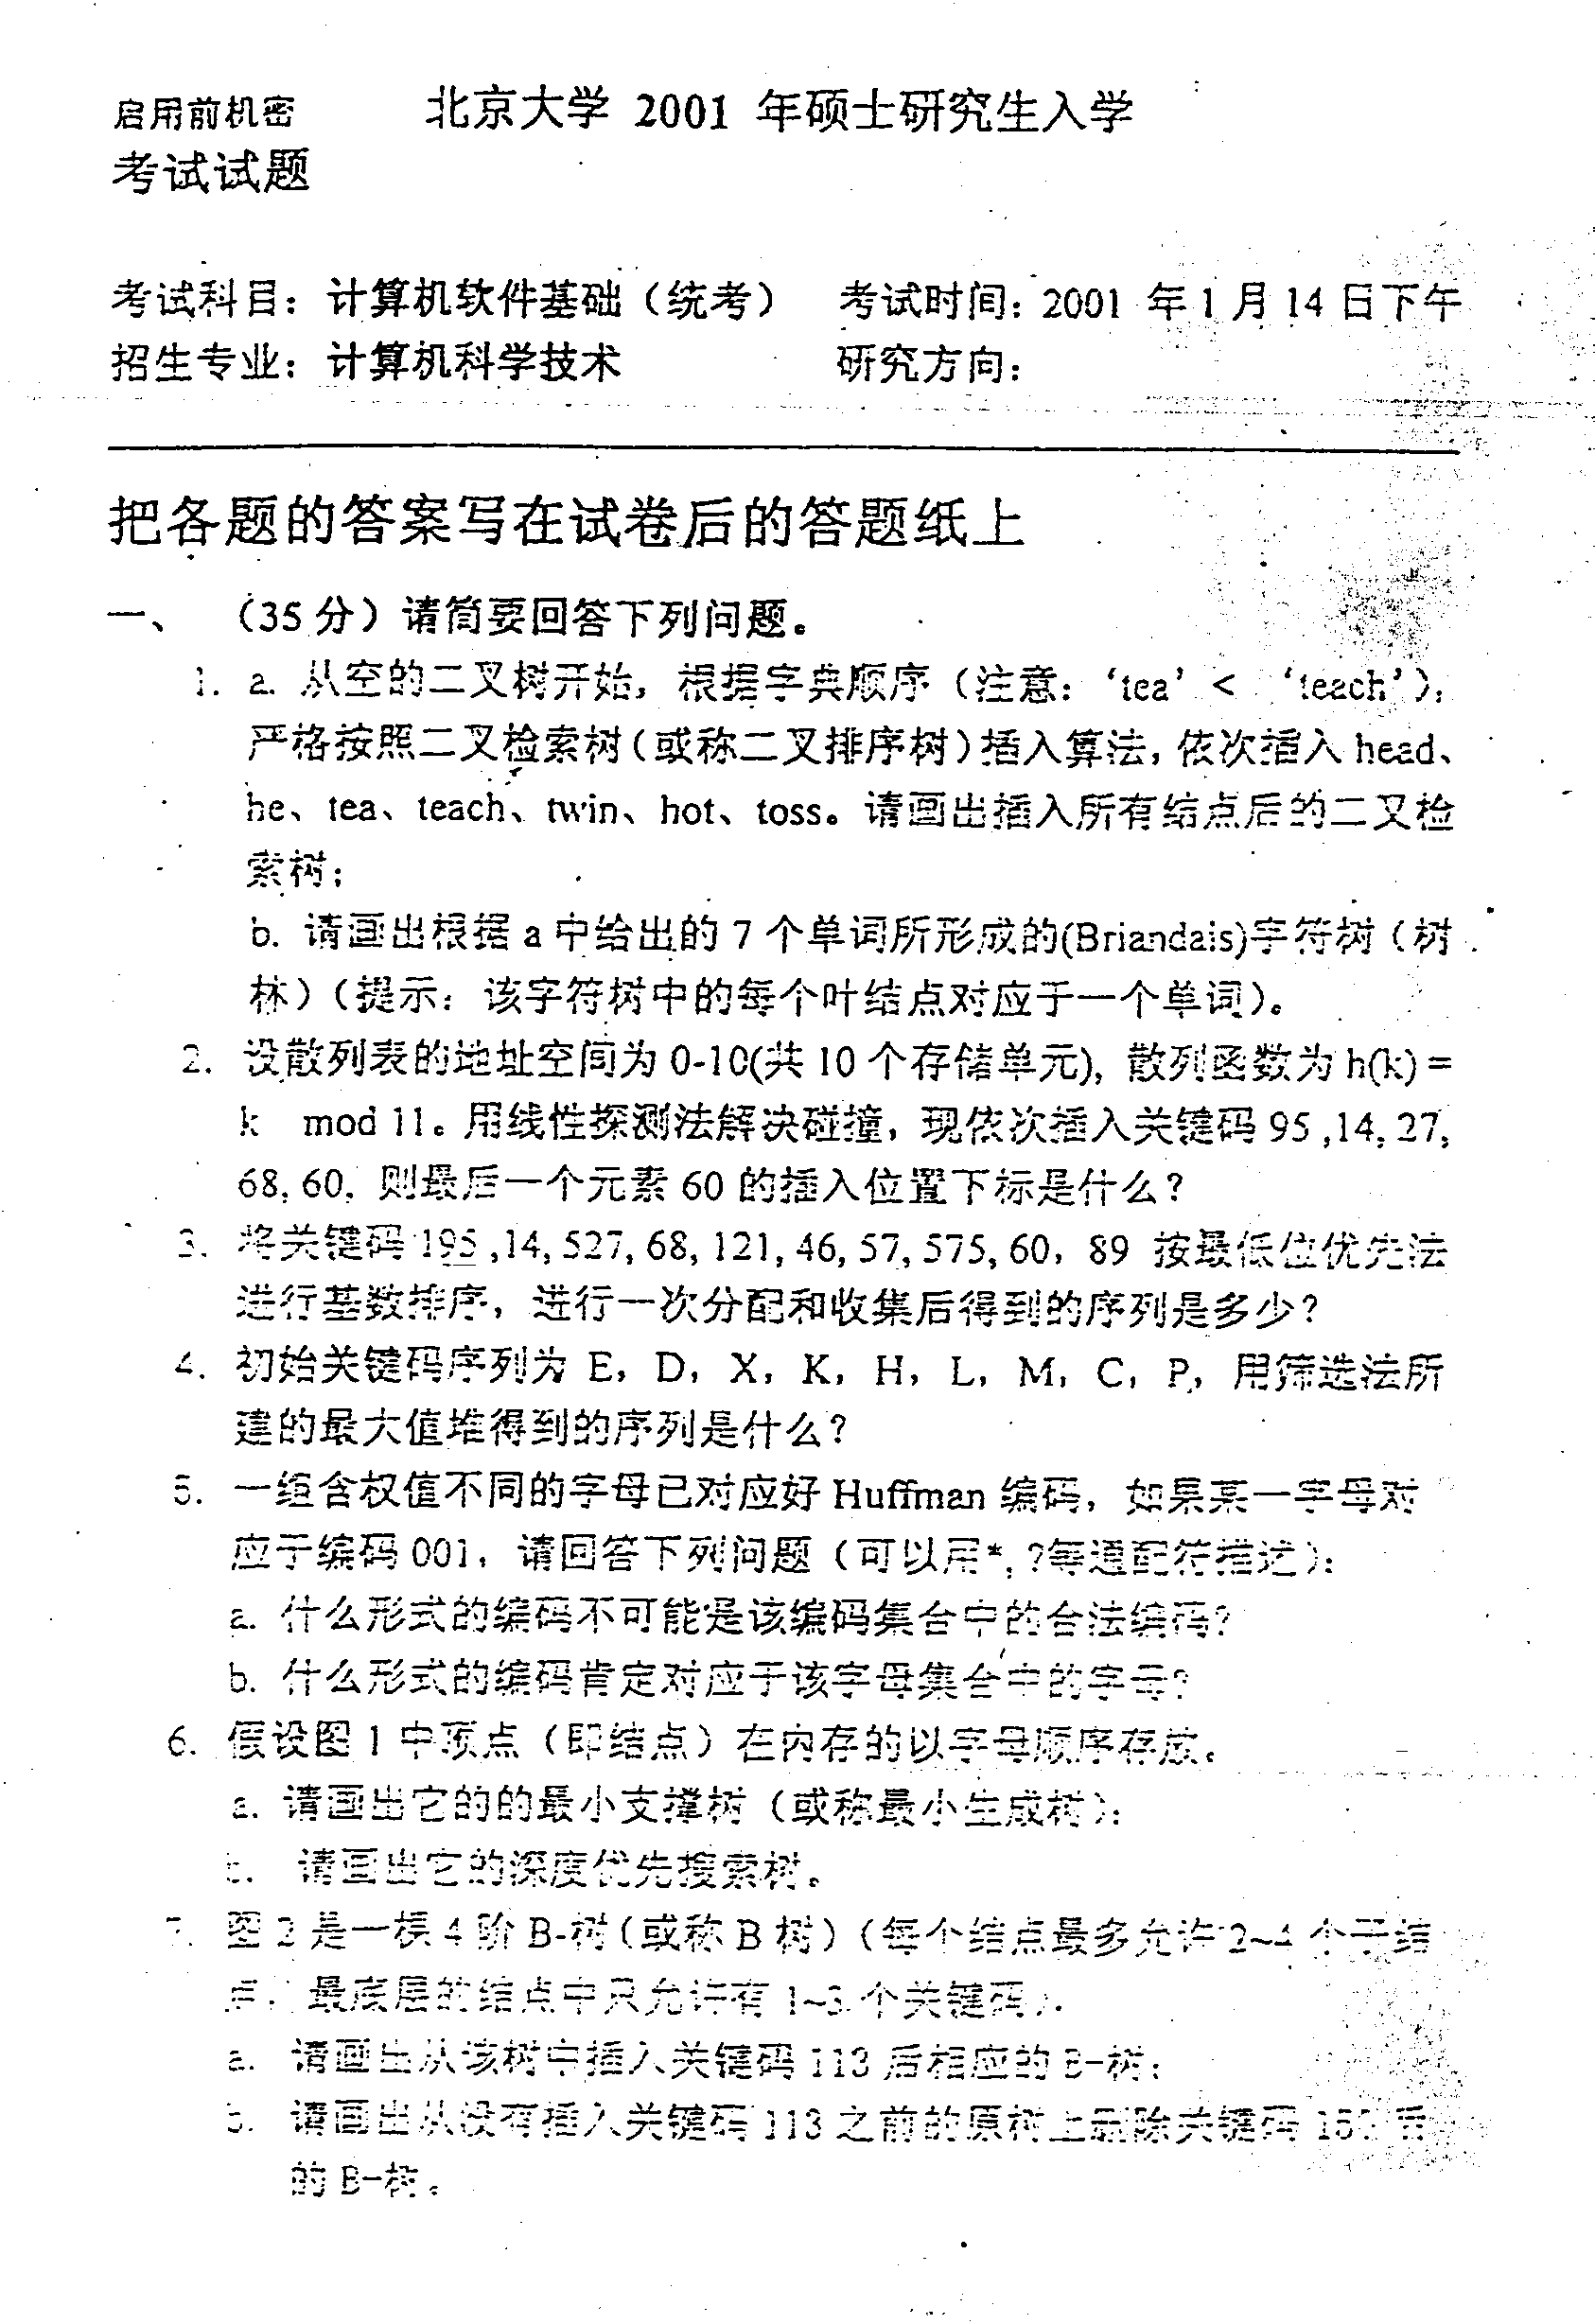 启用前机密 北京大学 2001 年硕士研究生入学
考试试题
考试科目：计算机软件基础（统考） 考试时间：2001 年 1 月 14 日下午
招生专业：计算机科学技术 研究方向：
把各题的答案写在试卷后的答题纸上
一、 （35 分）请简要回答下列问题。
1. a. 从空的二叉树开始，根据字典顺序（注意：‘tea’ < ‘teach’），
严格按照二叉检索树（或称二叉排序树）插入算法，依次插入 head、
he、tea、teach、twin、hot、toss。请画出插入所有结点后的二叉检
索树；
b. 请画出根据 a 中给出的 7 个单词所形成的(Briandais)字符树（树
林）（提示：该字符树中的每个叶结点对应于一个单词）。
2. 设散列表的地址空间为 0-10(共 10 个存储单元)，散列函数为 h(k) =
k mod 11。用线性探测法解决碰撞，现依次插入关键码 95 ,14, 27,
68, 60，则最后一个元素 60 的插入位置下标是什么？
3. 将关键码 195 ,14, 527, 68, 121, 46, 57, 575, 60，89 按最低位优先法
进行基数排序，进行一次分配和收集后得到的序列是多少？
4. 初始关键码序列为 E，D，X，K，H，L，M，C，P，用筛选法所
建的最大值堆得到的序列是什么？
5. 一组含权值不同的字母已对应好 Huffman 编码，如果某一字母对
应于编码 001，请回答下列问题（可以用*, ?等通配符描述）：
a. 什么形式的编码不可能是该编码集合中的合法编码？
b. 什么形式的编码肯定对应于该字母集合中的字母？
6. 假设图 1 中顶点（即结点）在内存的以字母顺序存放。
a. 请画出它的的最小支撑树（或称最小生成树）；
b. 请画出它的深度优先搜索树。
7. 图 2 是一棵 4 阶 B-树（或称 B 树）（每个结点最多允许 2~4 个子结
点，最底层的结点中只允许有 1~3 个关键码）.
a. 请画出从该树中插入关键码 113 后相应的 B-树；
b. 请画出从没有插入关键码 113 之前的原树上删除关键码 后
的 B-树。